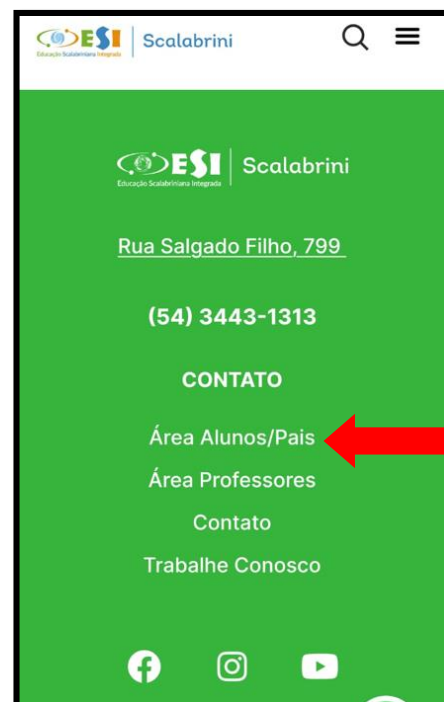 ESI Scalabrini
Educação Scalabriniana Integrada
ESI Scalabrini
Educação Scalabriniana Integrada
Rua Salgado Filho, 799
(54) 3443-1313
CONTATO
Área Alunos/Pais
Área Professores
Contato
Trabalhe Conosco